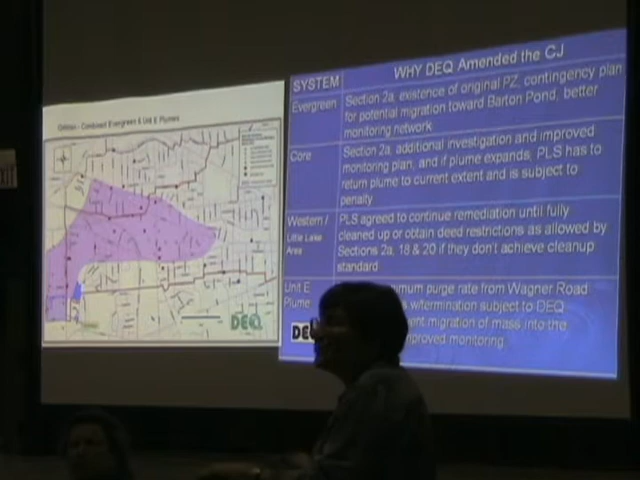 Combined Evergreen & Unit E Plumes
DEQ
SYSTEM
WHY DEQ Amended the CJ
Evergreen
Section 2a, existence of original PZ, contingency plan
for potential migration toward Barton Pond, better
monitoring network
Core
Section 2a, additional investigation and improved
monitoring plan, and if plume expands, PLS has to
return plume to current extent and is subject to
penalty
Western /
Little Lake
Area
PLS agreed to continue remediation until fully
cleaned up or obtain deed restrictions as allowed by
Sections 2a, 18 & 20 if they don't achieve cleanup
standard
Unit E
Plume
purge rate from Wagner Road
subject to DEQ
migration of mass into the
improved monitoring